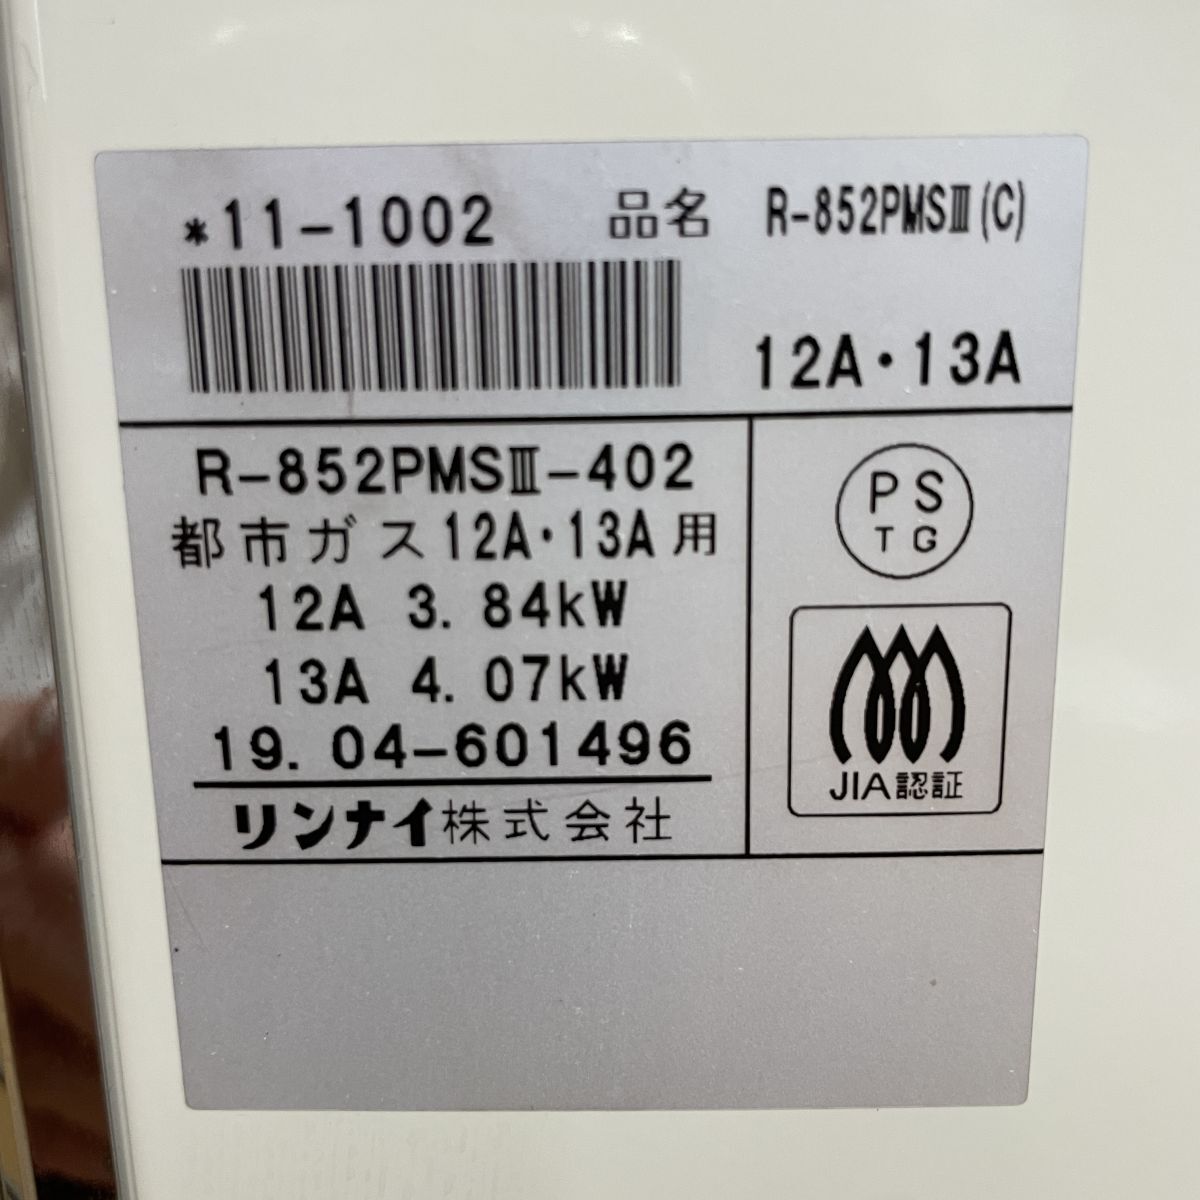 *11-1002 品名 R-852PMSⅢ(C)
12A・13A
R-852PMSⅢ-402
都市ガス12A・13A用
12A 3.84kW
13A 4.07kW
19.04-601496
リンナイ株式会社
PS
TG
JIA認証